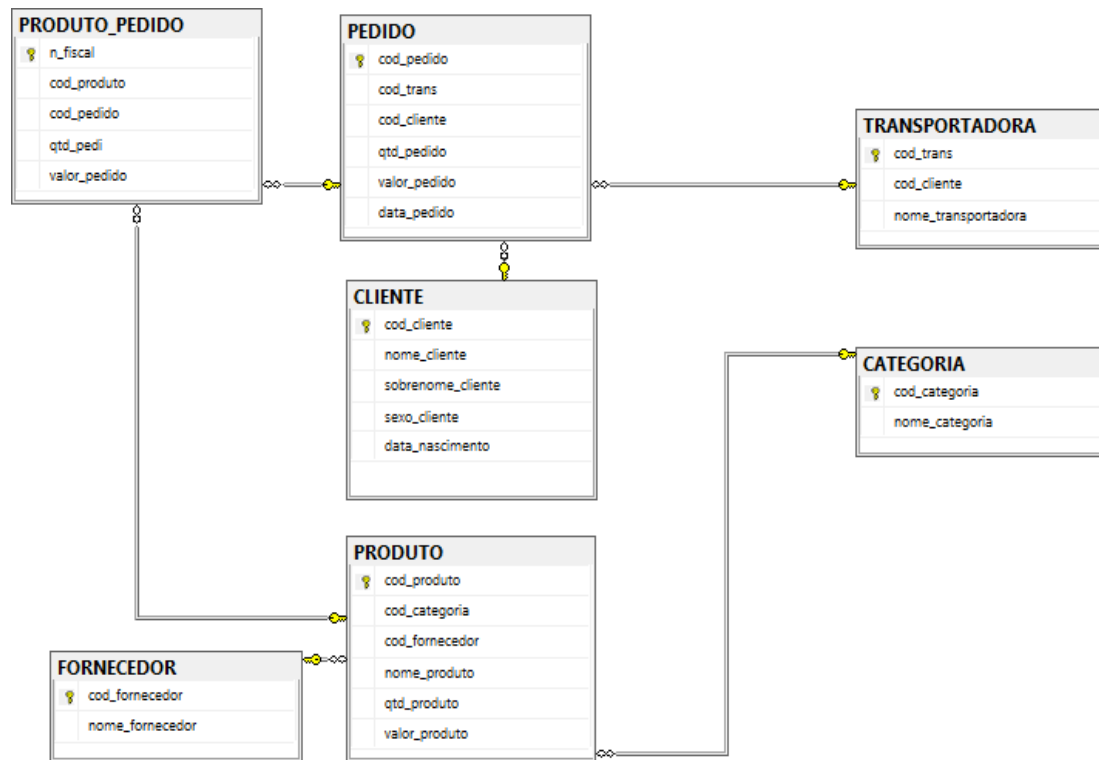 PRODUTO_PEDIDO
n_fiscal
cod_produto
cod_pedido
qtd_pedi
valor_pedido
PEDIDO
cod_pedido
cod_trans
cod_cliente
qtd_pedido
valor_pedido
data_pedido
TRANSPORTADORA
cod_trans
cod_cliente
nome_transportadora
CLIENTE
cod_cliente
nome_cliente
sobrenome_cliente
sexo_cliente
data_nascimento
CATEGORIA
cod_categoria
nome_categoria
PRODUTO
cod_produto
cod_categoria
cod_fornecedor
nome_produto
qtd_produto
valor_produto
FORNECEDOR
cod_fornecedor
nome_fornecedor